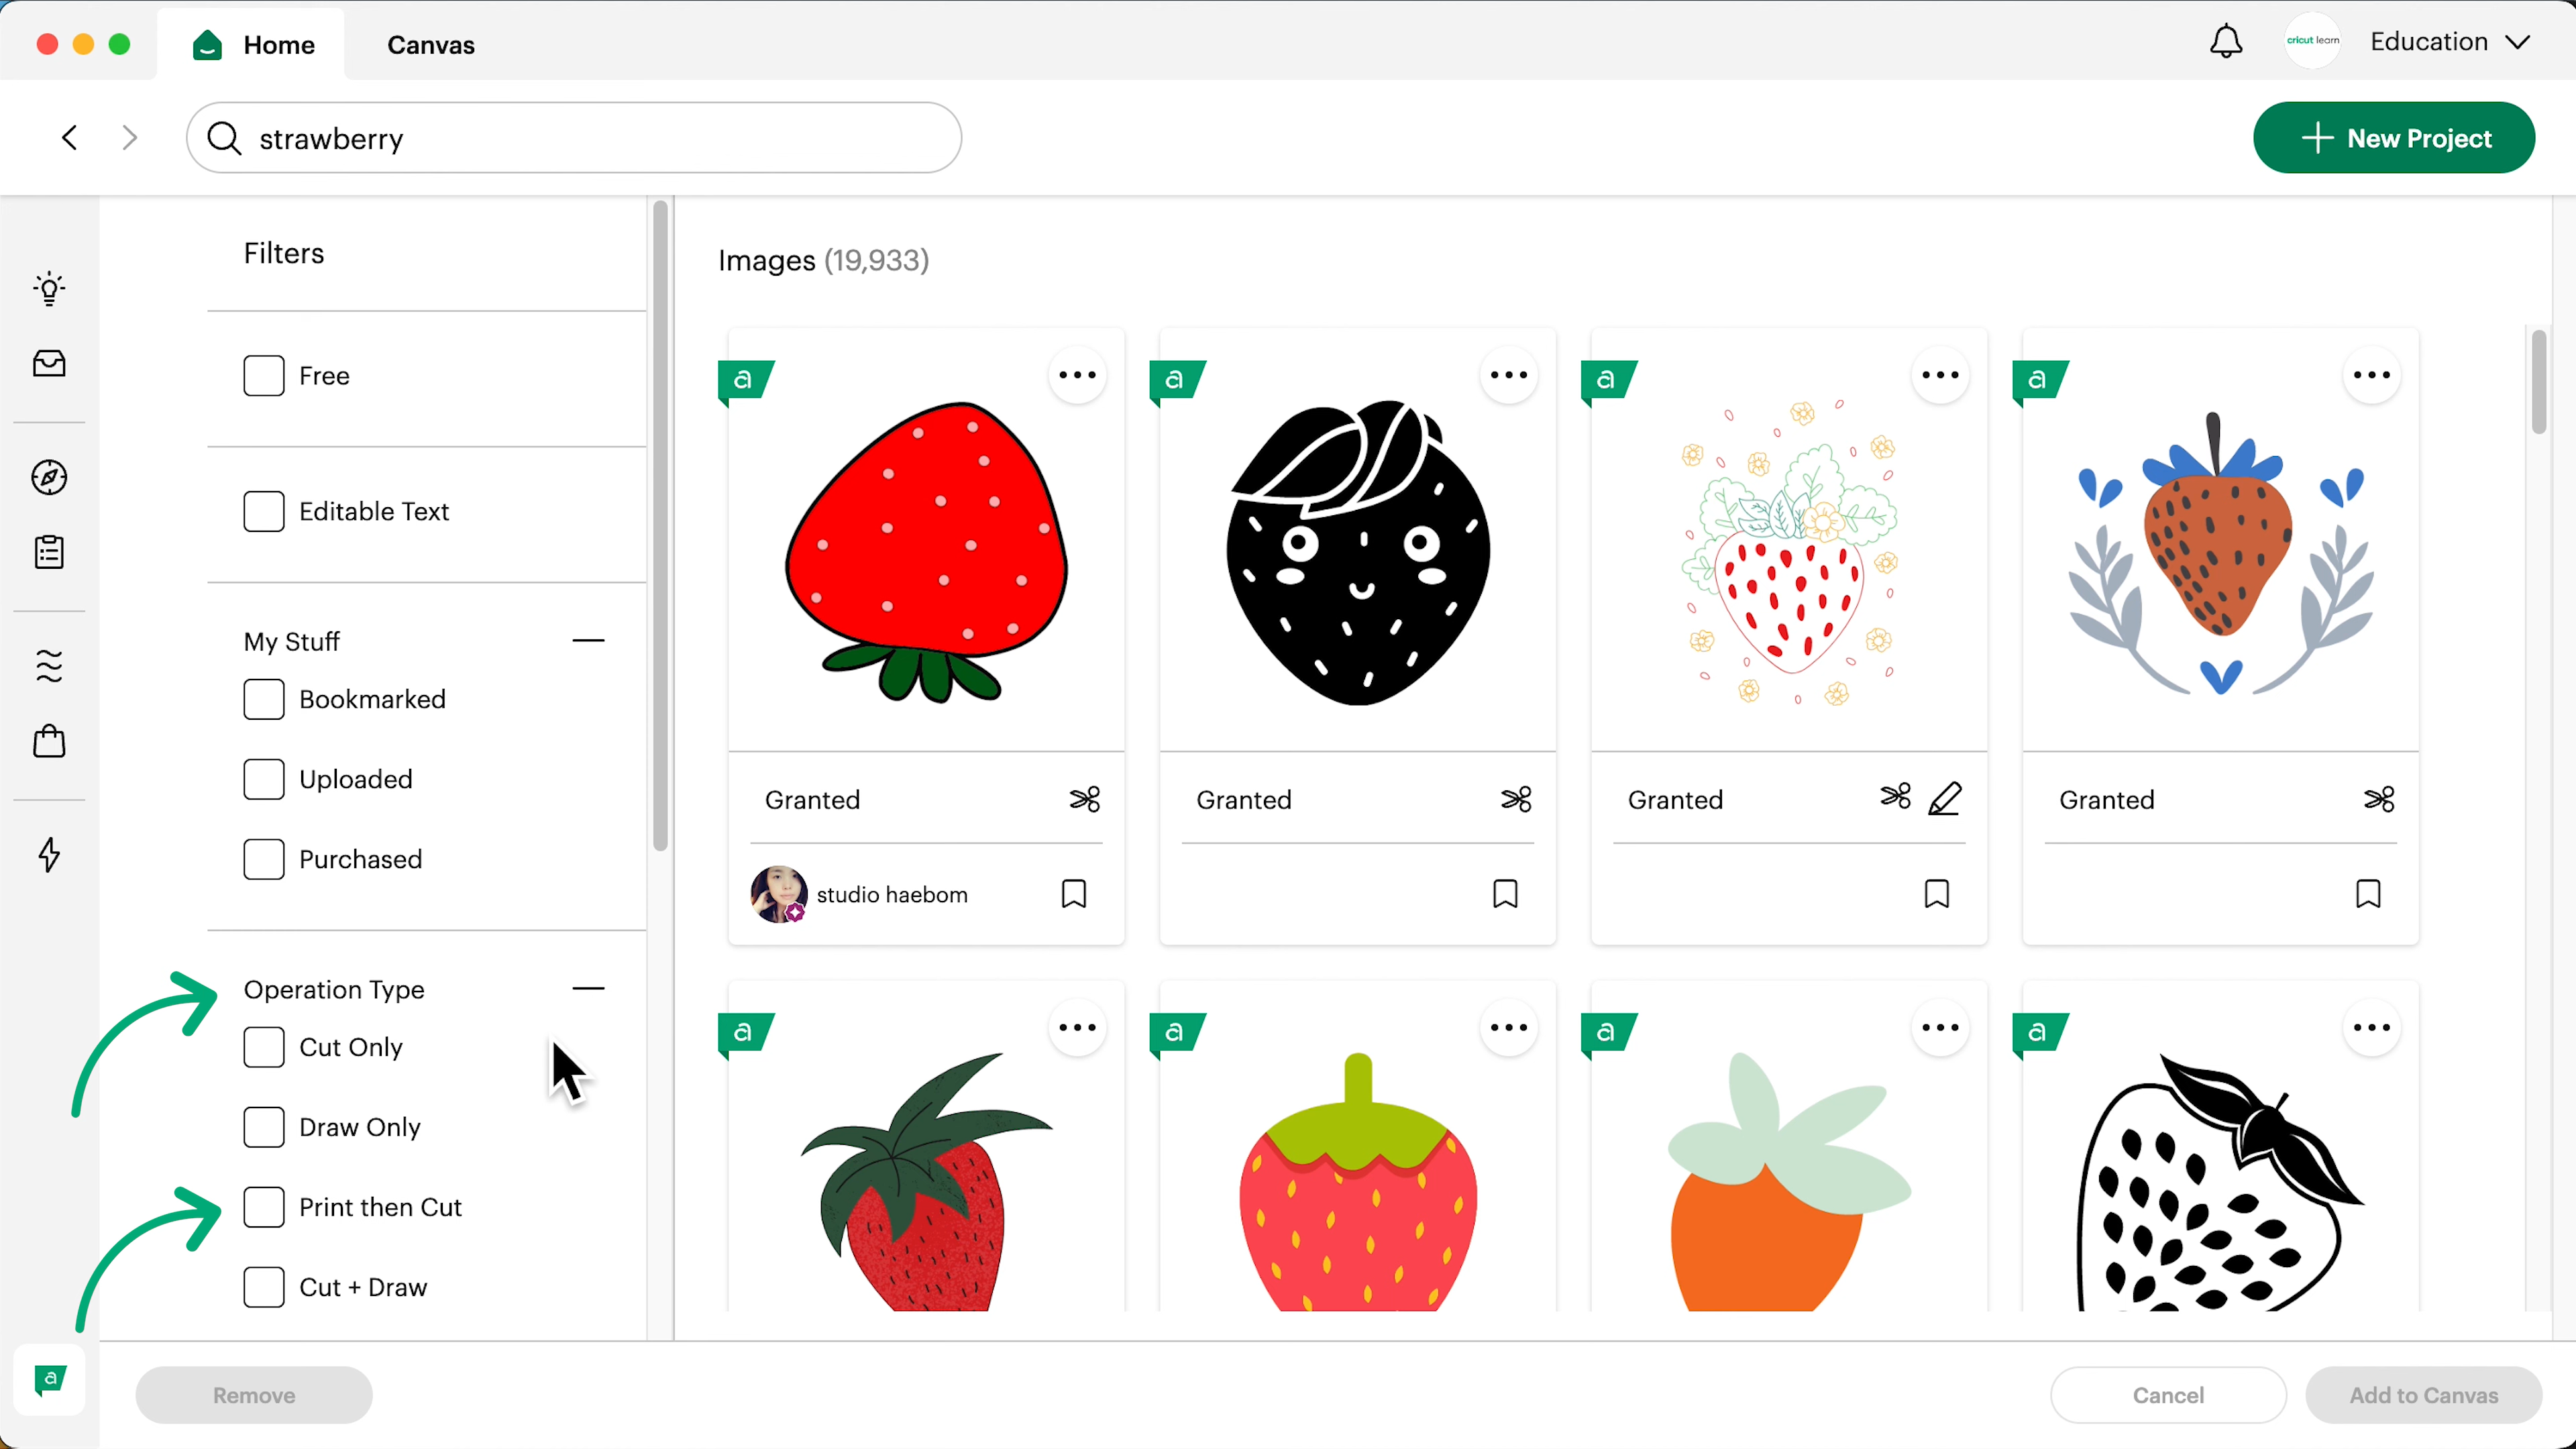 Home
Canvas
cricut learn
Education
strawberry
New Project
Filters
Free
Editable Text
My Stuff
Bookmarked
Uploaded
Purchased
Operation Type
Cut Only
Draw Only
Print then Cut
Cut + Draw
Images (19,933)
a
a
a
a
Granted
Granted
Granted
Granted
studio haebom
a
a
a
a
a
Remove
Cancel
Add to Canvas